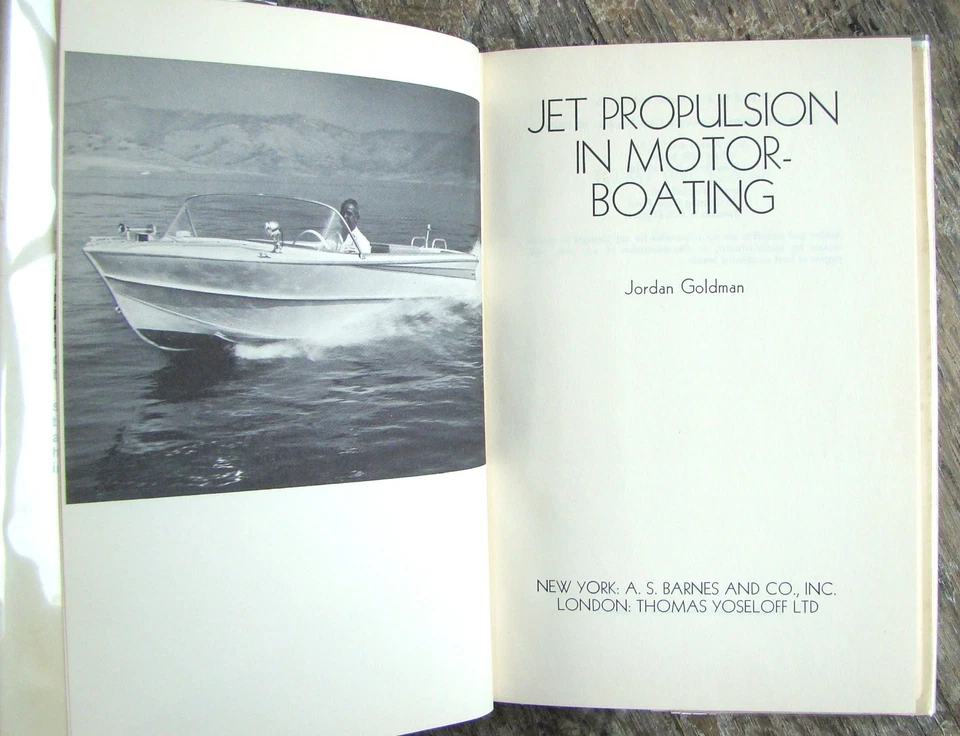 JET PROPULSION
IN MOTOR-
BOATING
Jordan Goldman
NEW YORK: A. S. BARNES AND CO., INC.
LONDON: THOMAS YOSELOFF LTD